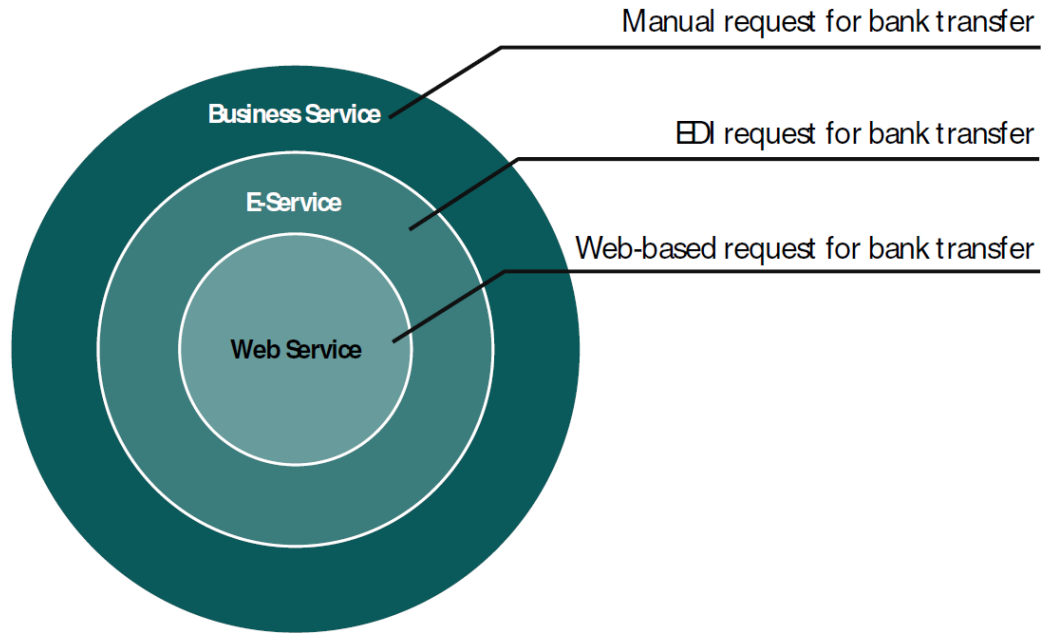 Manual request for bank transfer
Business Service
EDI request for bank transfer
E-Service
Web-based request for bank transfer
Web Service